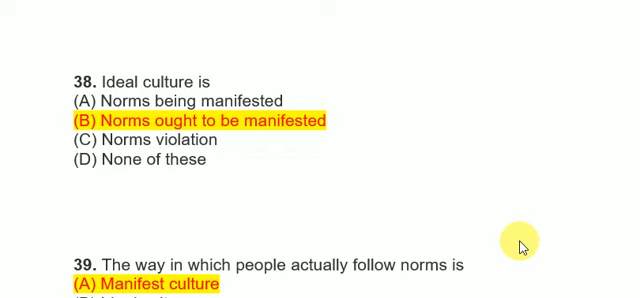 38. Ideal culture is
(A) Norms being manifested
(B) Norms ought to be manifested
(C) Norms violation
(D) None of these
39. The way in which people actually follow norms is
(A) Manifest culture